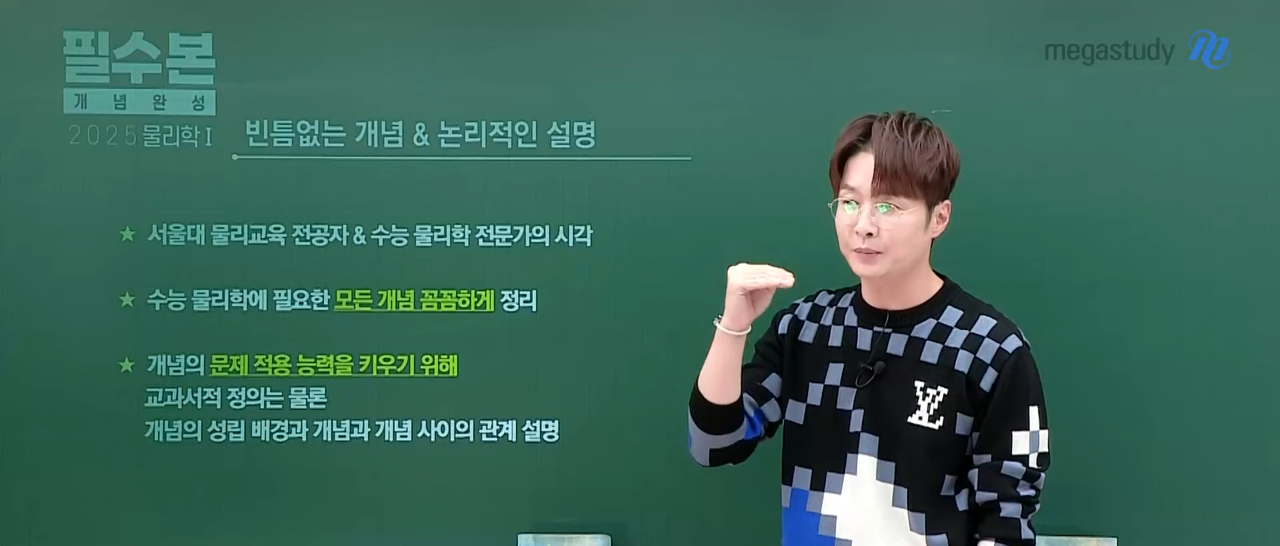 필수본
개념완성
2025 물리학 I
megastudy
빈틈없는 개념 & 논리적인 설명
★ 서울대 물리교육 전공자 & 수능 물리학 전문가의 시각
★ 수능 물리학에 필요한 모든 개념 꼼꼼하게 정리
★ 개념의 문제 적용 능력을 키우기 위해
교과서적 정의는 물론
개념의 성립 배경과 개념과 개념 사이의 관계 설명
LV